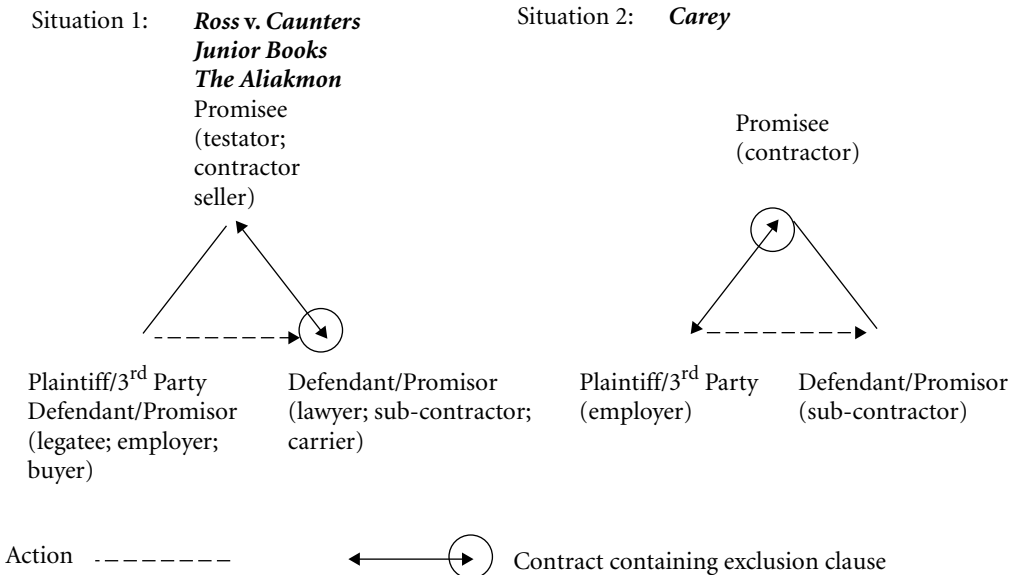 Situation 1: Ross v. Caunters
Junior Books
The Aliakmon
Promisee
(testator;
contractor
seller)
Plaintiff/3rd Party
Defendant/Promisor
(legatee; employer;
buyer)
Defendant/Promisor
(lawyer; sub-contractor;
carrier)
Situation 2: Carey
Promisee
(contractor)
Plaintiff/3rd Party
(employer)
Defendant/Promisor
(sub-contractor)
Action
Contract containing exclusion clause